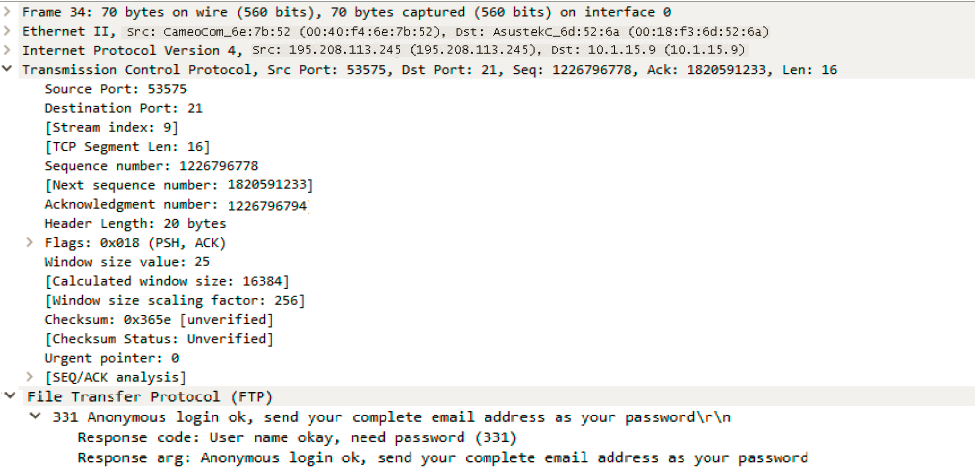 Frame 34: 70 bytes on wire (560 bits), 70 bytes captured (560 bits) on interface 0
Ethernet II, Src: CameoCom_6e:7b:52 (00:40:f4:6e:7b:52), Dst: AsustekC_6d:52:6a (00:18:f3:6d:52:6a)
Internet Protocol Version 4, Src: 195.208.113.245 (195.208.113.245), Dst: 10.1.15.9 (10.1.15.9)
Transmission Control Protocol, Src Port: 53575, Dst Port: 21, Seq: 1226796778, Ack: 1820591233, Len: 16
Source Port: 53575
Destination Port: 21
[Stream index: 9]
[TCP Segment Len: 16]
Sequence number: 1226796778
[Next sequence number: 1820591233]
Acknowledgment number: 1226796794
Header Length: 20 bytes
Flags: 0x018 (PSH, ACK)
Window size value: 25
[Calculated window size: 16384]
[Window size scaling factor: 256]
Checksum: 0x365e [unverified]
[Checksum Status: Unverified]
Urgent pointer: 0
[SEQ/ACK analysis]
File Transfer Protocol (FTP)
331 Anonymous login ok, send your complete email address as your password\r\n
Response code: User name okay, need password (331)
Response arg: Anonymous login ok, send your complete email address as your password